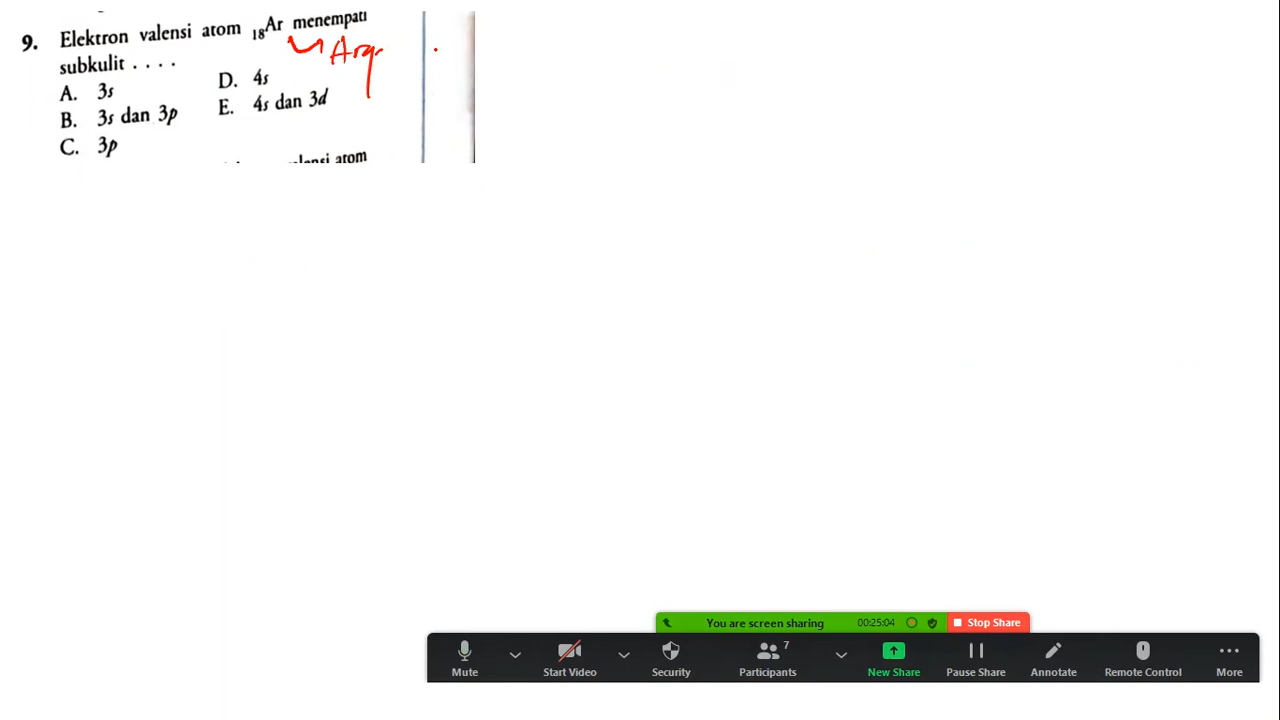 9. Elektron valensi atom ₁₈Ar menempati
subkulit . . . .
A. 3s
B. 3s dan 3p
C. 3p
D. 4s
E. 4s dan 3d
lensi atom
You are screen sharing 00:25:04 Stop Share
Mute Start Video Security Participants 7 New Share Pause Share Annotate Remote Control More